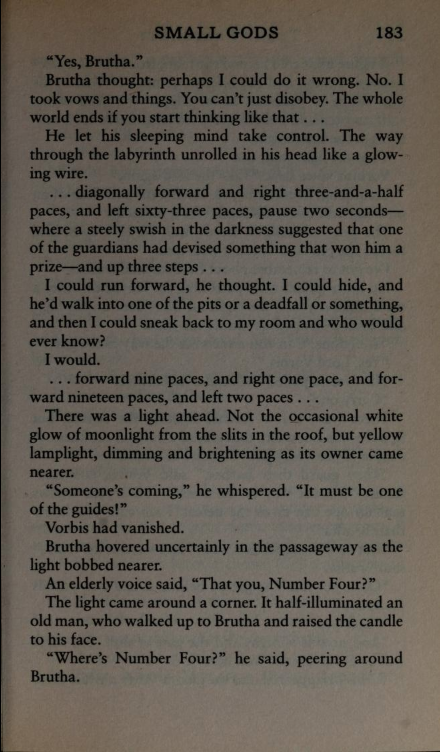 SMALL GODS 183
“Yes, Brutha.”
Brutha thought: perhaps I could do it wrong. No. I
took vows and things. You can’t just disobey. The whole
world ends if you start thinking like that . . .
He let his sleeping mind take control. The way
through the labyrinth unrolled in his head like a glow-
ing wire.
. . . diagonally forward and right three-and-a-half
paces, and left sixty-three paces, pause two seconds—
where a steely swish in the darkness suggested that one
of the guardians had devised something that won him a
prize—and up three steps . . .
I could run forward, he thought. I could hide, and
he’d walk into one of the pits or a deadfall or something,
and then I could sneak back to my room and who would
ever know?
I would.
. . . forward nine paces, and right one pace, and for-
ward nineteen paces, and left two paces . . .
There was a light ahead. Not the occasional white
glow of moonlight from the slits in the roof, but yellow
lamplight, dimming and brightening as its owner came
nearer.
“Someone’s coming,” he whispered. “It must be one
of the guides!”
Vorbis had vanished.
Brutha hovered uncertainly in the passageway as the
light bobbed nearer.
An elderly voice said, “That you, Number Four?”
The light came around a corner. It half-illuminated an
old man, who walked up to Brutha and raised the candle
to his face.
“Where’s Number Four?” he said, peering around
Brutha.